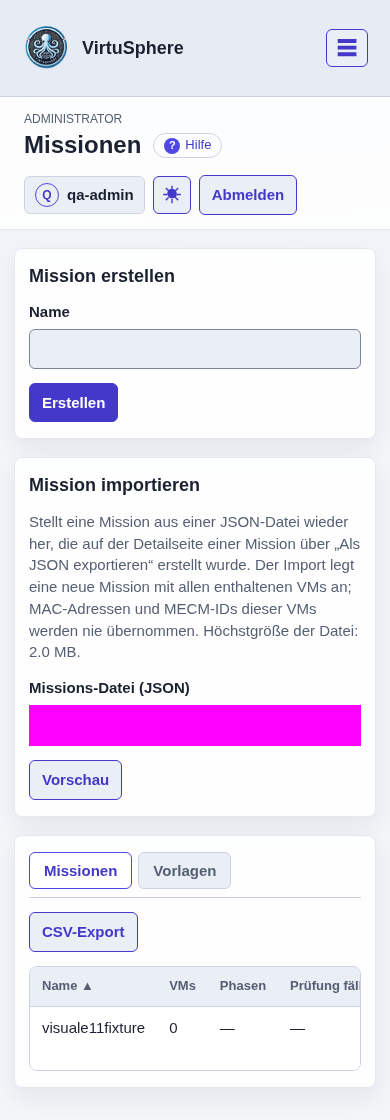 VirtuSphere
ADMINISTRATOR
Missionen
? Hilfe
Q qa-admin
Abmelden
Mission erstellen
Name
Erstellen
Mission importieren
Stellt eine Mission aus einer JSON-Datei wieder
her, die auf der Detailseite einer Mission über „Als
JSON exportieren“ erstellt wurde. Der Import legt
eine neue Mission mit allen enthaltenen VMs an;
MAC-Adressen und MECM-IDs dieser VMs
werden nie übernommen. Höchstgröße der Datei:
2.0 MB.
Missions-Datei (JSON)
Vorschau
Missionen Vorlagen
CSV-Export
Name ▲ VMs Phasen Prüfung
visuale11fixture 0 — —